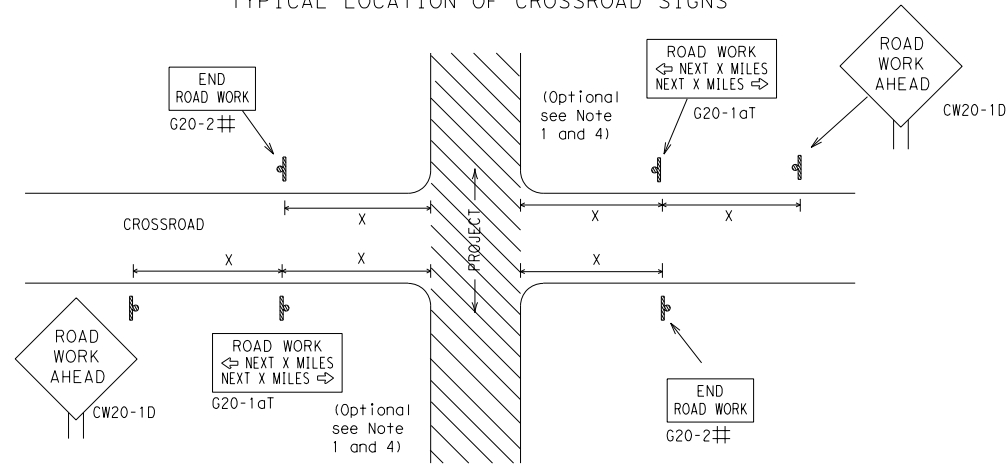 TYPICAL LOCATION OF CROSSROAD SIGNS
ROAD
WORK
AHEAD
CW20-1D
ROAD WORK
⇦ NEXT X MILES
NEXT X MILES ⇨
G20-1aT
(Optional
see Note
1 and 4)
END
ROAD WORK
G20-2#
X
X
X
CROSSROAD
PROJECT
X
X
X
ROAD
WORK
AHEAD
CW20-1D
ROAD WORK
⇦ NEXT X MILES
NEXT X MILES ⇨
G20-1aT
(Optional
see Note
1 and 4)
END
ROAD WORK
G20-2#